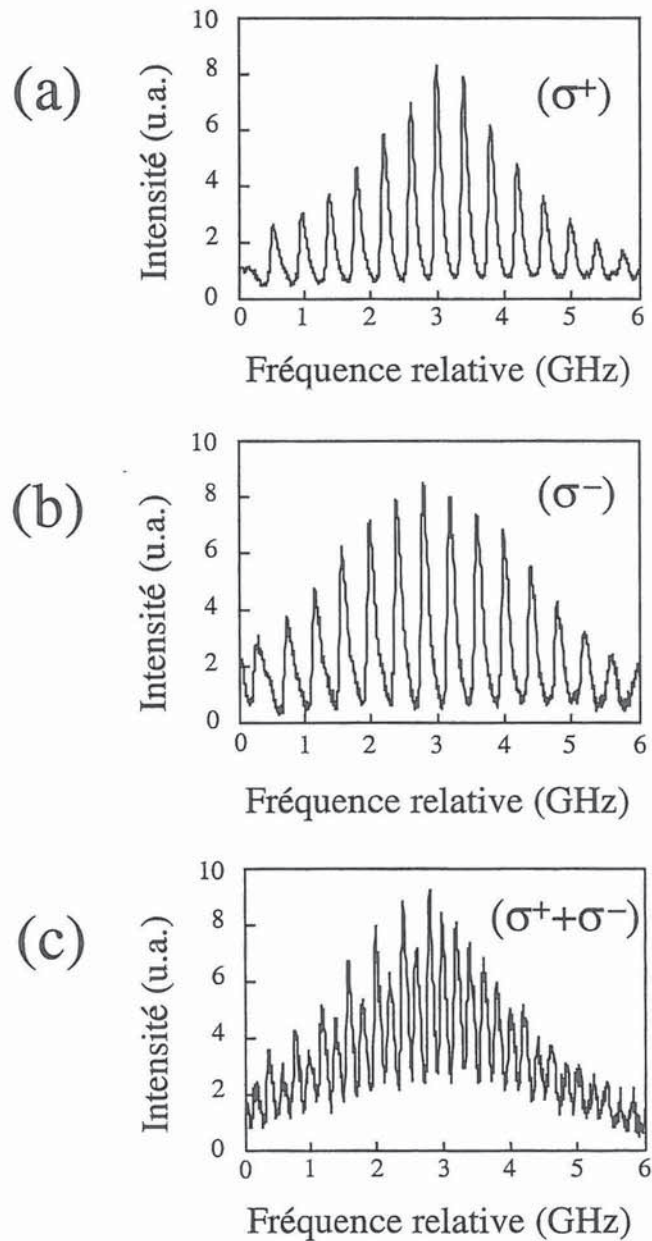 (a)
(σ⁺)
Intensité (u.a.)
10
8
6
4
2
0
0 1 2 3 4 5 6
Fréquence relative (GHz)
(b)
(σ⁻)
Intensité (u.a.)
10
8
6
4
2
0
0 1 2 3 4 5 6
Fréquence relative (GHz)
(c)
(σ⁺+σ⁻)
Intensité (u.a.)
10
8
6
4
2
0
0 1 2 3 4 5 6
Fréquence relative (GHz)